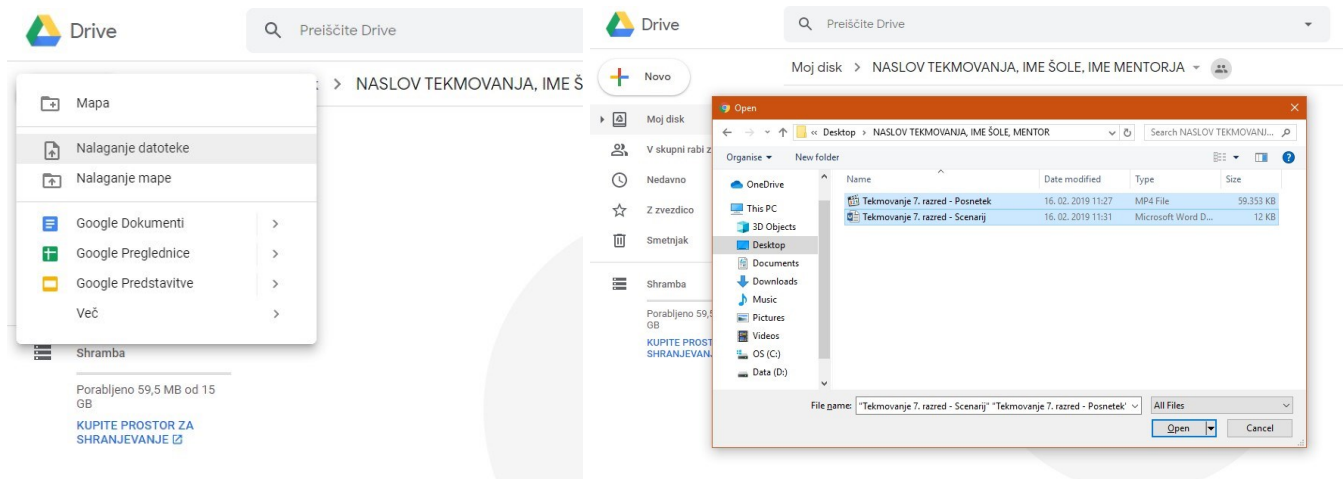 Drive
Preiščite Drive
NASLOV TEKMOVANJA, IME Š
Mapa
Nalaganje datoteke
Nalaganje mape
Google Dokumenti
Google Preglednice
Google Predstavitve
Več
Shramba
Porabljeno 59,5 MB od 15
GB
KUPITE PROSTOR ZA
SHRANJEVANJE
Drive
Preiščite Drive
Novo
Moj disk > NASLOV TEKMOVANJA, IME ŠOLE, IME MENTORJA
Moj disk
V skupni rabi z
Nedavno
Z zvezdico
Smetnjak
Shramba
Porabljeno 59,5
GB
KUPITE PROST
SHRANJEVAN
Open
« Desktop > NASLOV TEKMOVANJA, IME ŠOLE, MENTOR
Search NASLOV TEKMOVANJ...
Organise
New folder
OneDrive
This PC
3D Objects
Desktop
Documents
Downloads
Music
Pictures
Videos
OS (C:)
Data (D:)
Name Date modified Type Size
Tekmovanje 7. razred - Posnetek 16. 02. 2019 11:27 MP4 File 59.353 KB
Tekmovanje 7. razred - Scenarij 16. 02. 2019 11:31 Microsoft Word D... 12 KB
File name: "Tekmovanje 7. razred - Scenarij" "Tekmovanje 7. razred - Posnetek"
All Files
Open
Cancel